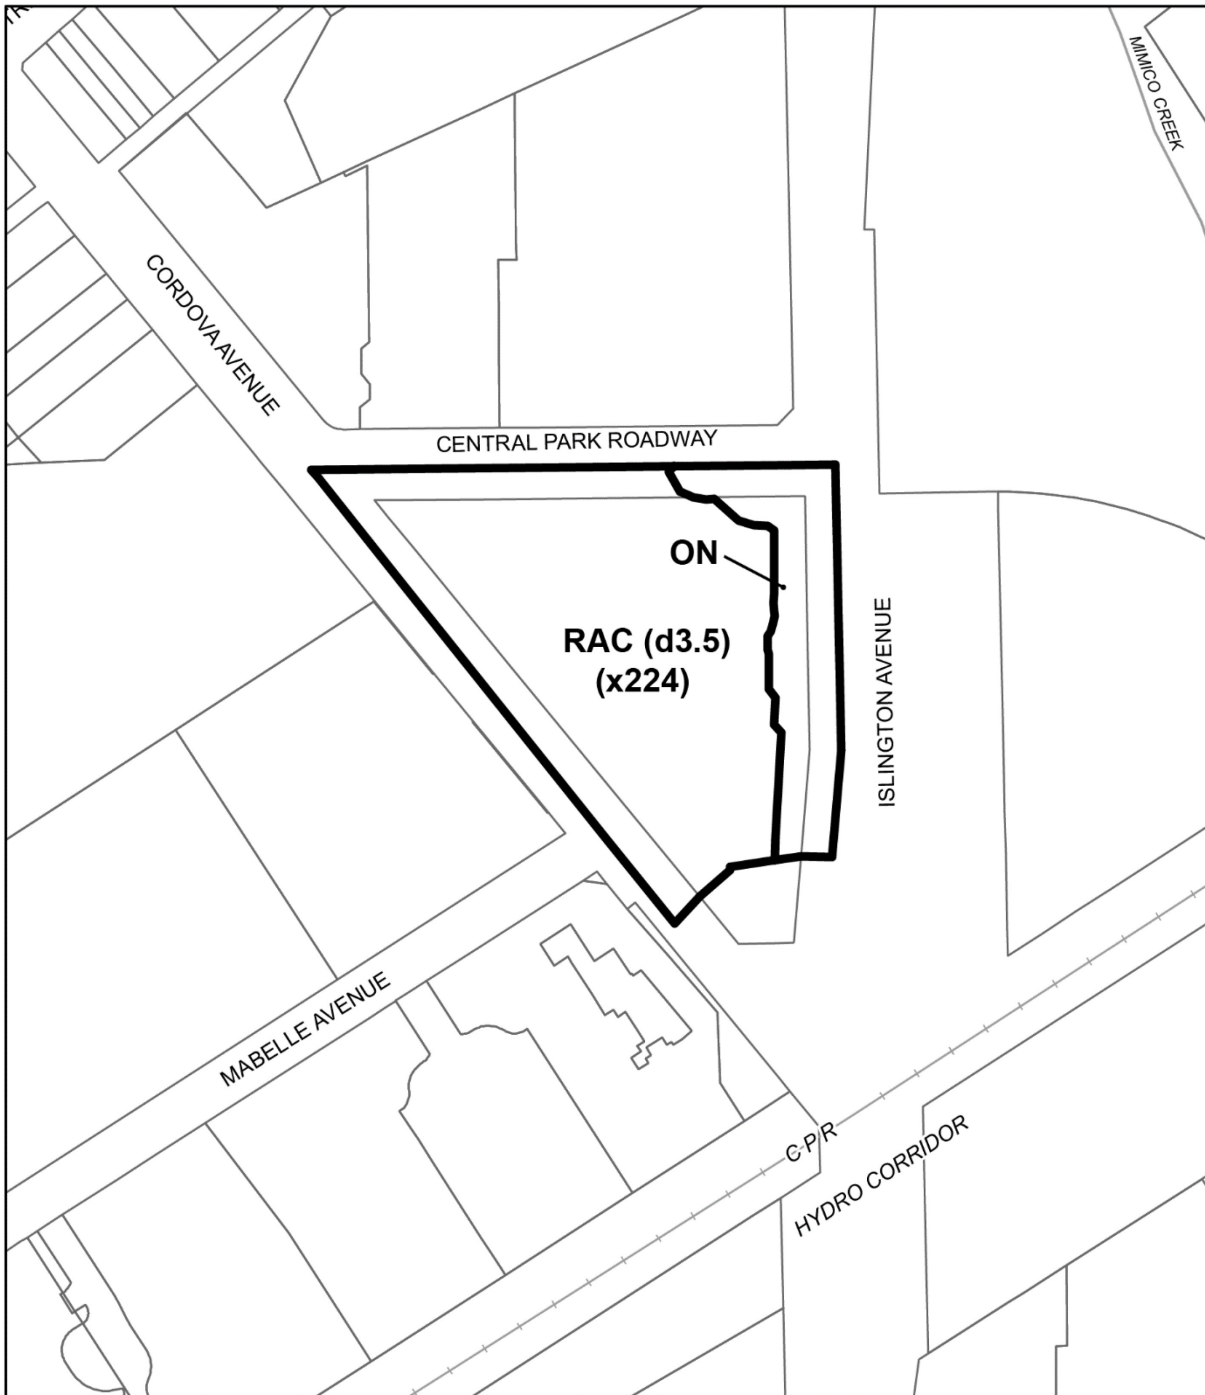 MIMICO CREEK
CORDOVA AVENUE
CENTRAL PARK ROADWAY
ON
RAC (d3.5)
(x224)
ISLINGTON AVENUE
MABELLE AVENUE
C P R
HYDRO CORRIDOR